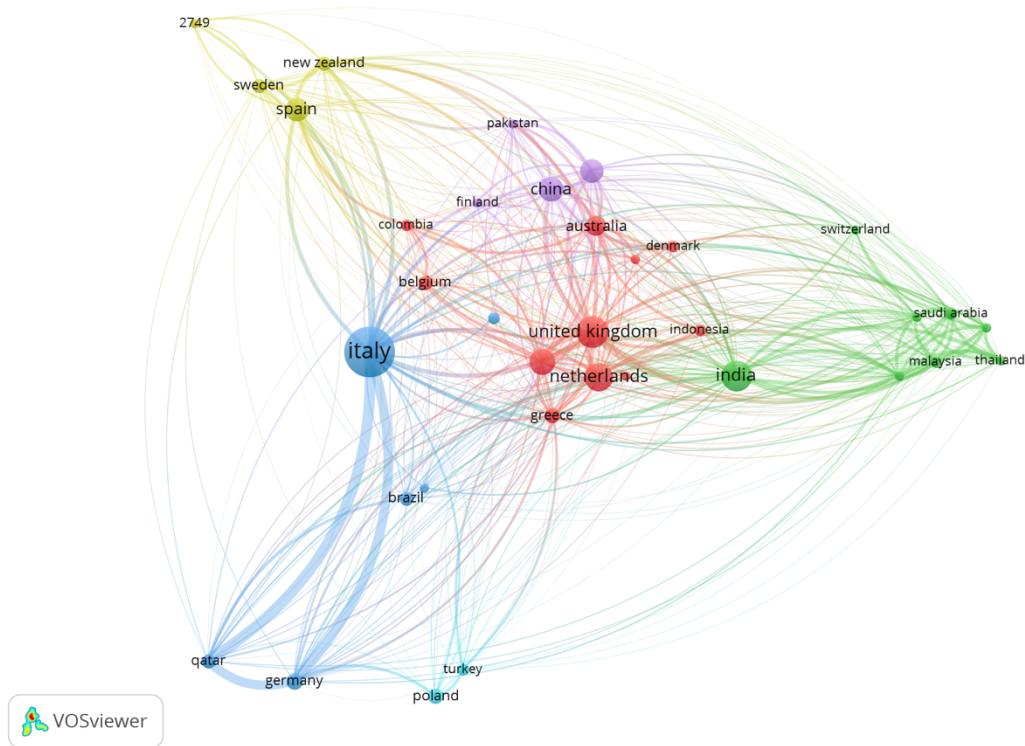 2749
new zealand
sweden
spain
pakistan
china
finland
colombia
australia
switzerland
denmark
belgium
saudi arabia
united kingdom
indonesia
italy
malaysia
thailand
netherlands
india
greece
brazil
qatar
turkey
germany
poland
VOSviewer